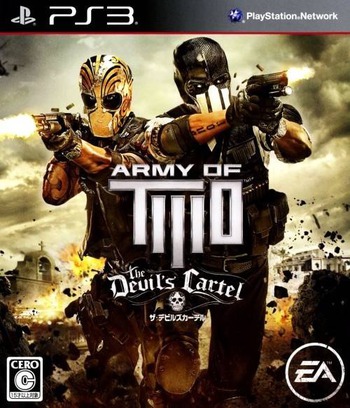 PS3
PlayStation®Network
ARMY OF
TWO
The
Devil's Cartel
ザ・デビルズカーデル
CERO
C
EA